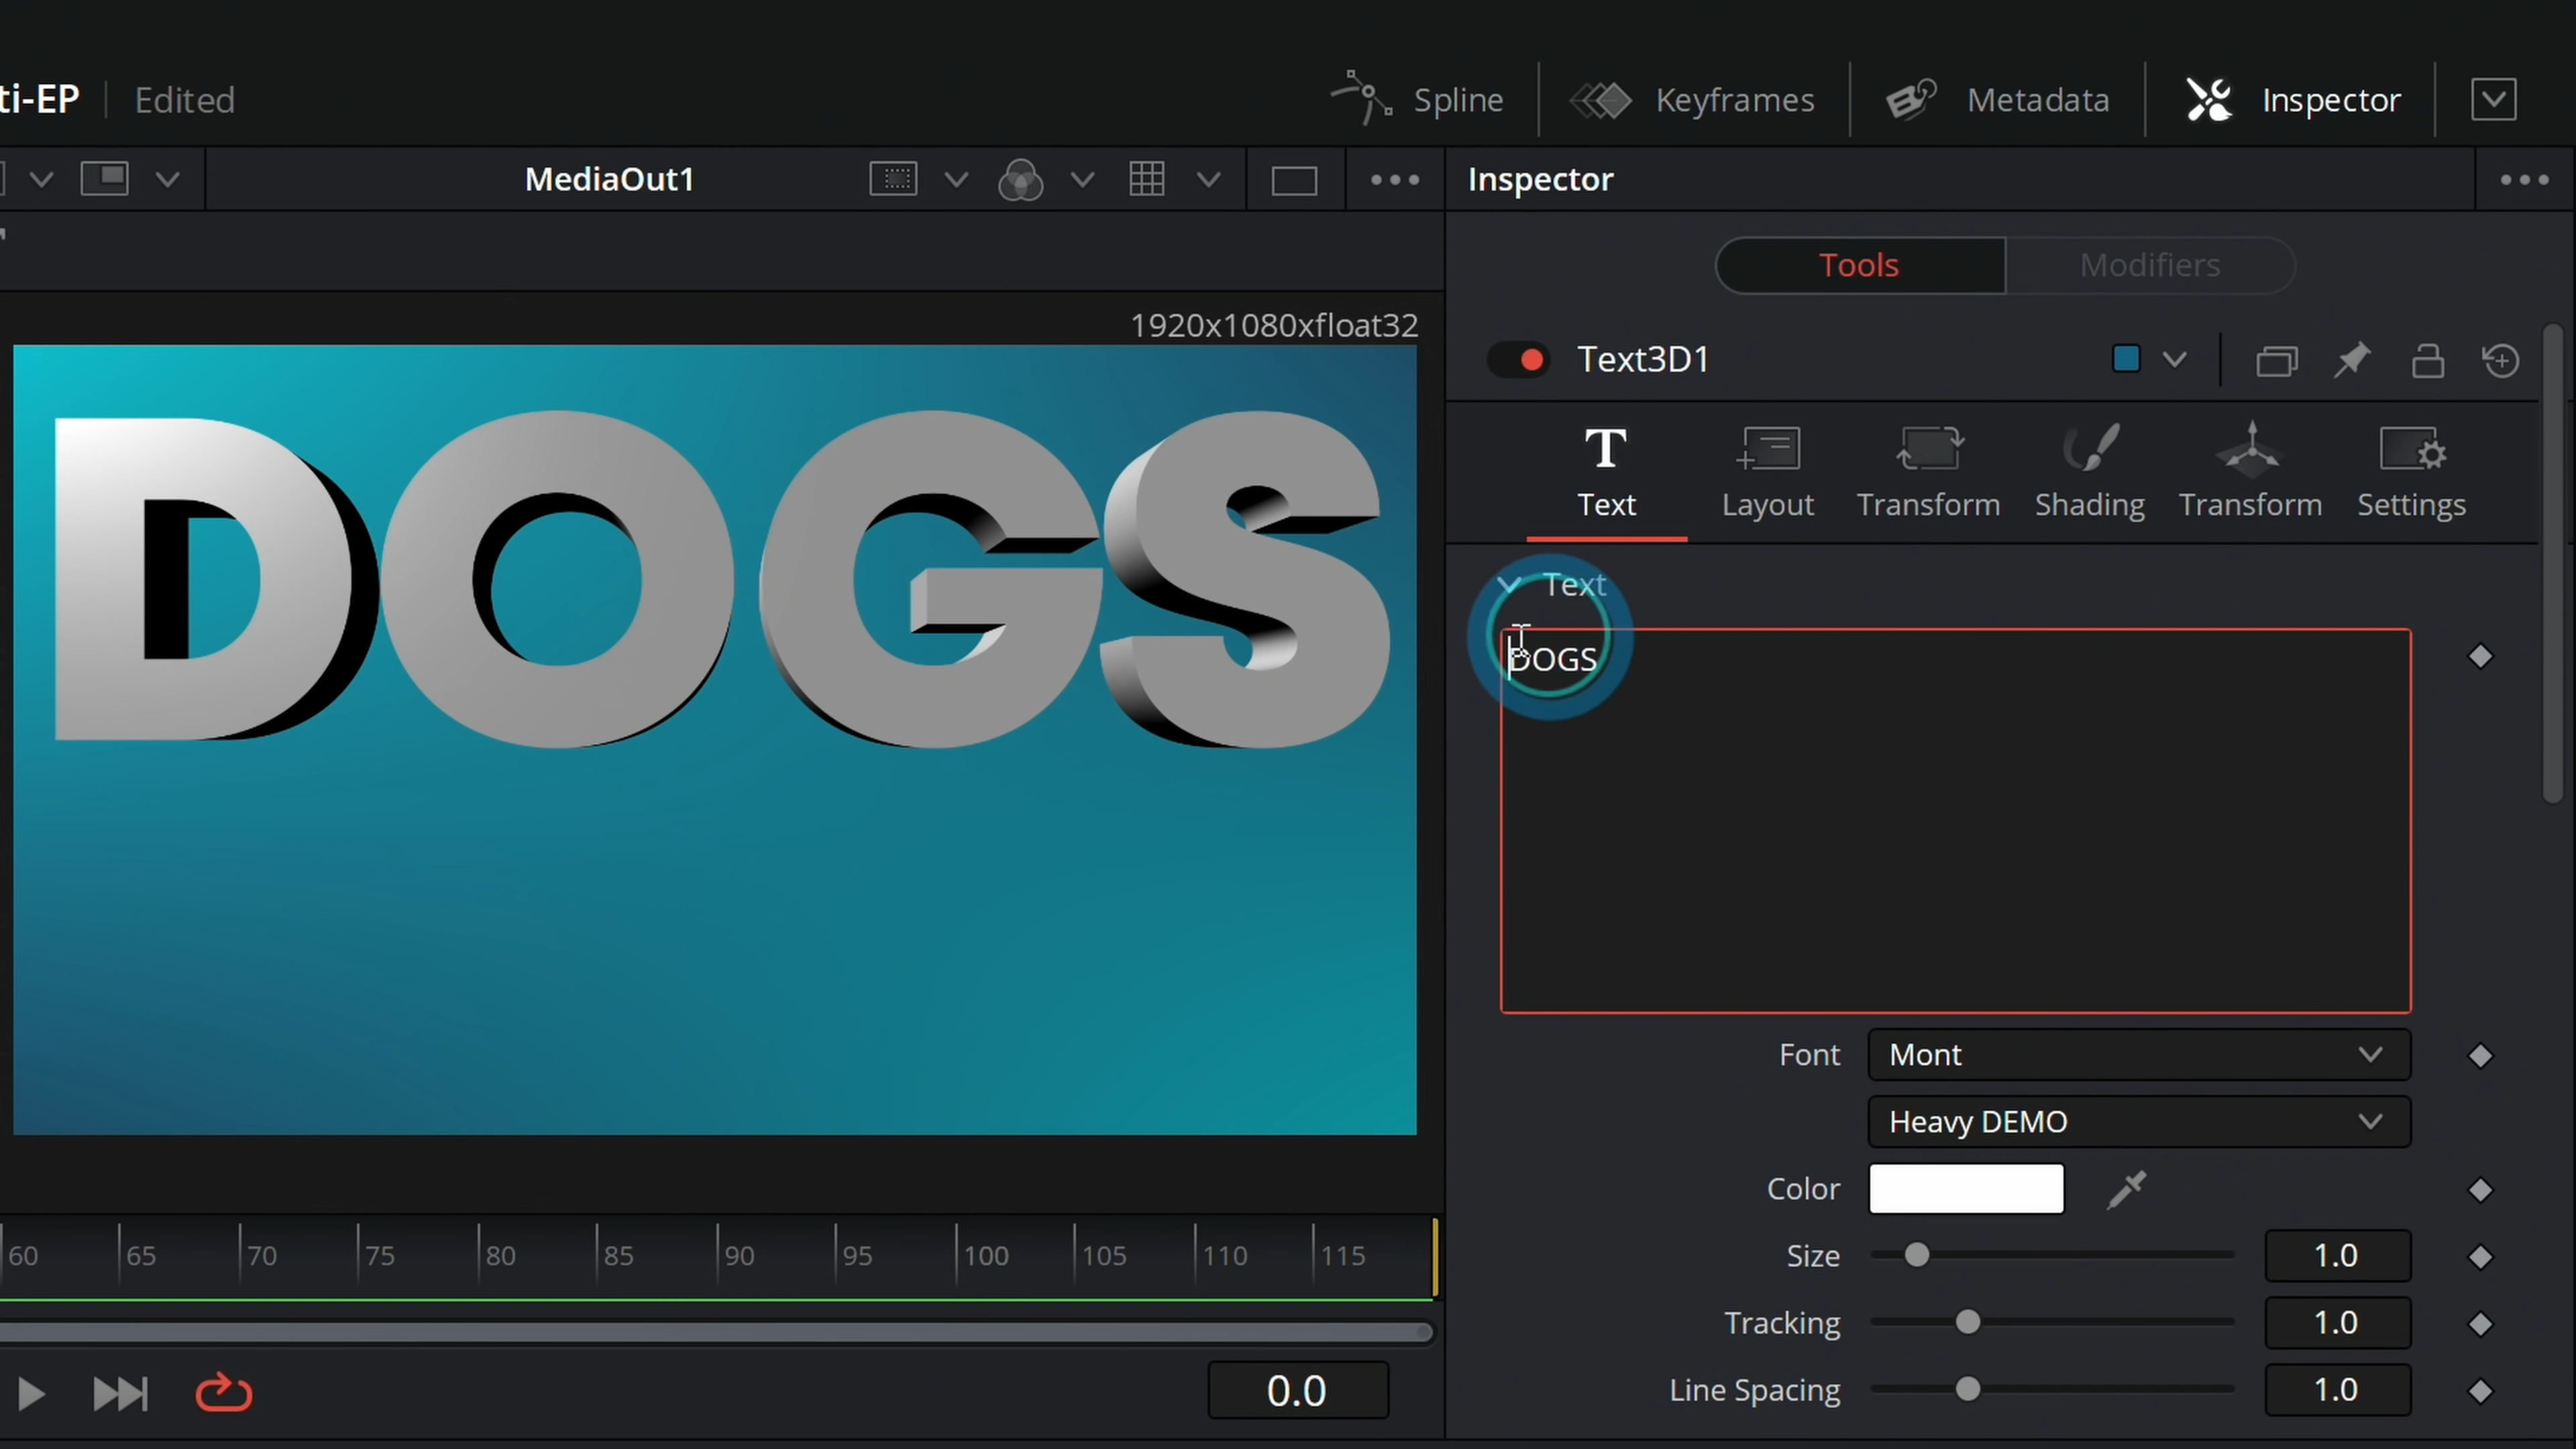 ti-EP Edited Spline Keyframes Metadata Inspector
MediaOut1 Inspector
Tools Modifiers
1920x1080xfloat32
Text3D1
Text Layout Transform Shading Transform Settings
Text
DOGS
DOGS
Font Mont
Heavy DEMO
Color
Size 1.0
Tracking 1.0
Line Spacing 1.0
60 65 70 75 80 85 90 95 100 105 110 115
0.0